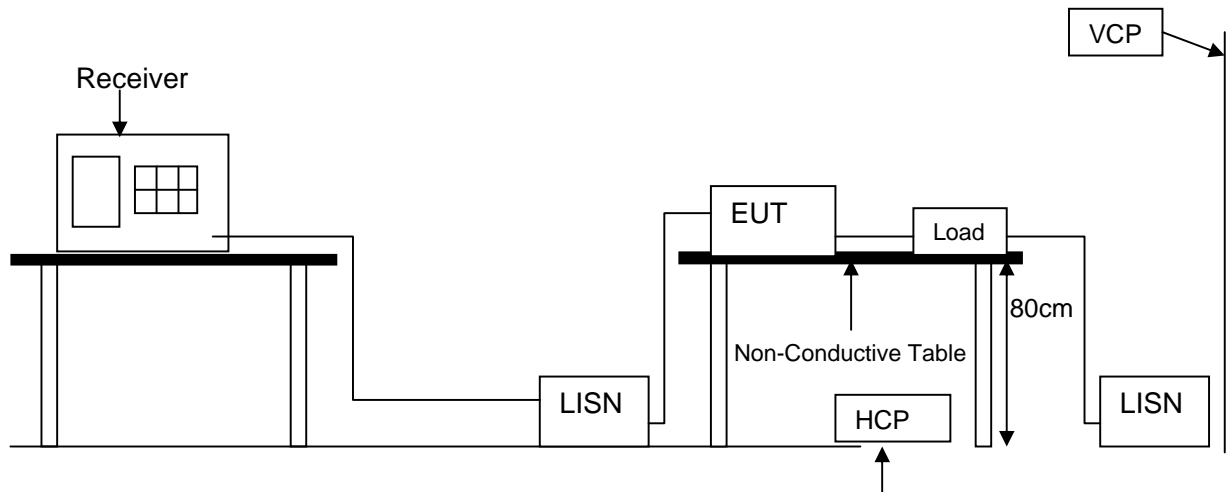 VCP
Receiver
EUT
Load
80cm
Non-Conductive Table
LISN
HCP
LISN